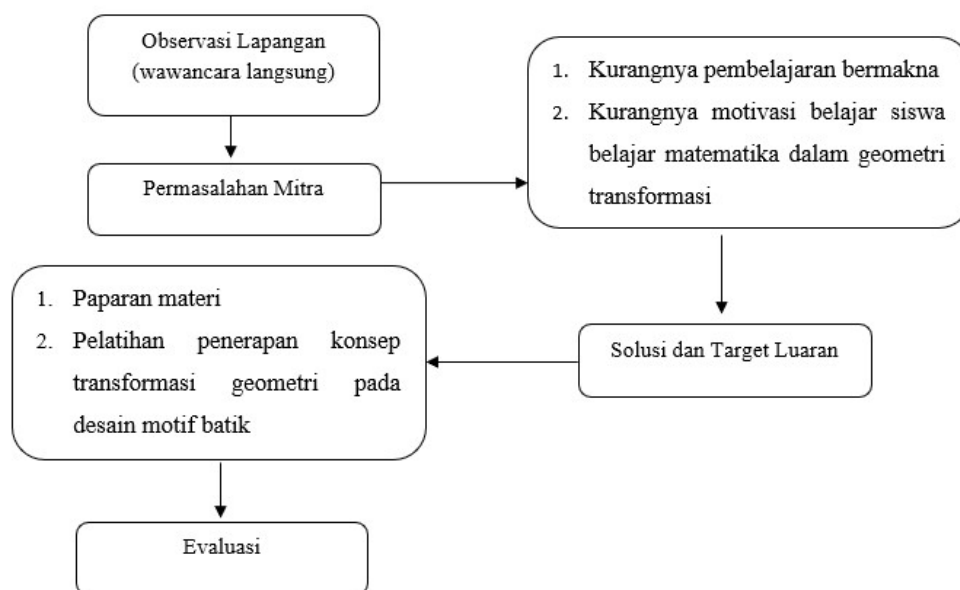 Observasi Lapangan
(wawancara langsung)
Permasalahan Mitra
1. Kurangnya pembelajaran bermakna
2. Kurangnya motivasi belajar siswa
belajar matematika dalam geometri
transformasi
Solusi dan Target Luaran
1. Paparan materi
2. Pelatihan penerapan konsep
transformasi geometri pada
desain motif batik
Evaluasi